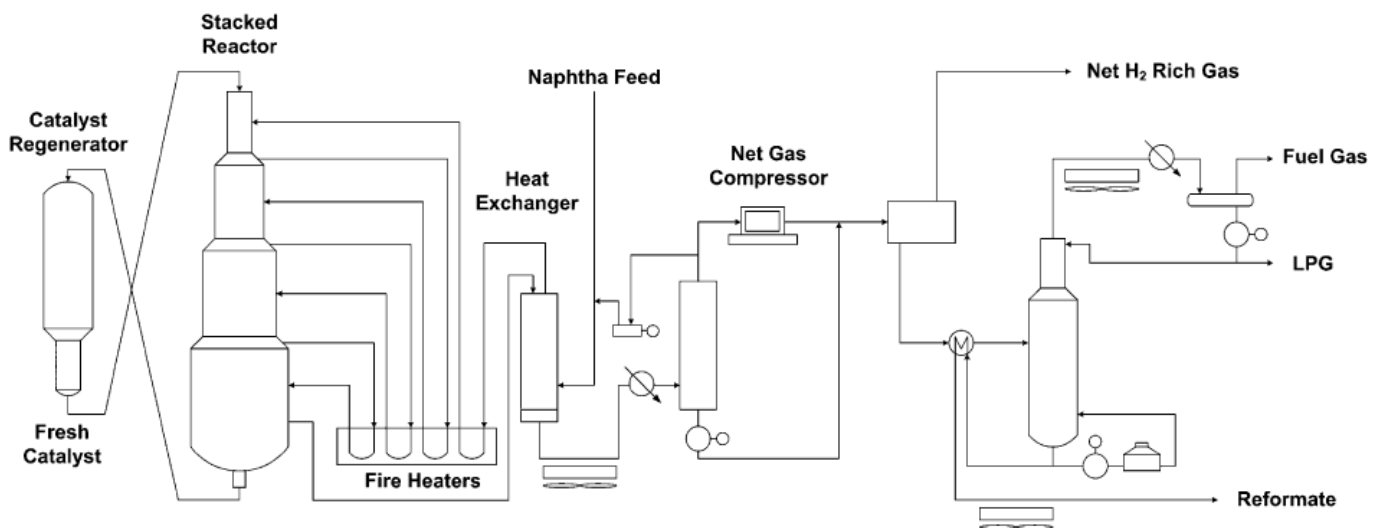 Stacked
Reactor
Naphtha Feed
Net H₂ Rich Gas
Catalyst
Regenerator
Net Gas
Compressor
Fuel Gas
Heat
Exchanger
LPG
M
Fresh
Catalyst
Fire Heaters
Reformate